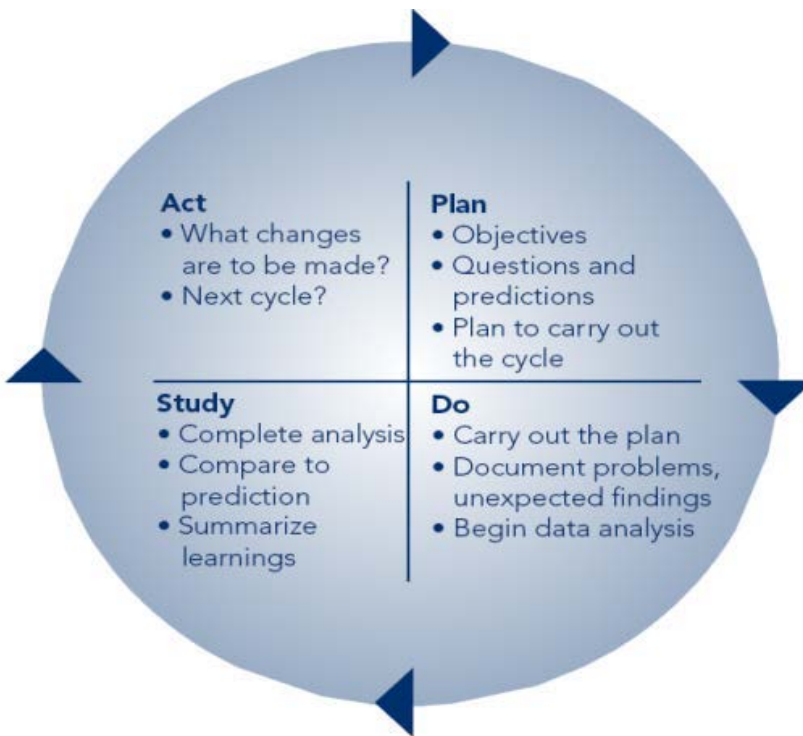 Act
• What changes
are to be made?
• Next cycle?
Plan
• Objectives
• Questions and
predictions
• Plan to carry out
the cycle
Study
• Complete analysis
• Compare to
prediction
• Summarize
learnings
Do
• Carry out the plan
• Document problems,
unexpected findings
• Begin data analysis